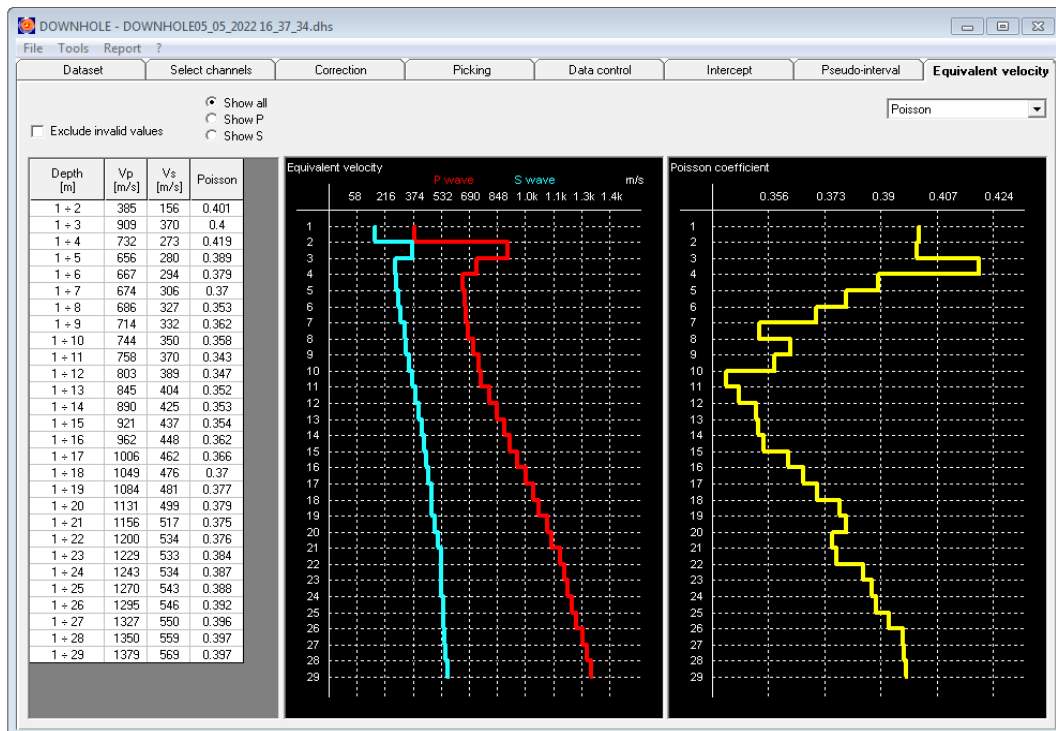 DOWNHOLE - DOWNHOLE05_05_2022 16_37_34.dhs
File Tools Report ?
Dataset Select channels Correction Picking Data control Intercept Pseudo-interval Equivalent velocity
Show all
Show P
Show S
Exclude invalid values
Poisson
Depth [m] Vp [m/s] Vs [m/s] Poisson
1 ÷ 2 385 156 0.401
1 ÷ 3 909 370 0.4
1 ÷ 4 732 273 0.419
1 ÷ 5 656 280 0.389
1 ÷ 6 667 294 0.379
1 ÷ 7 674 306 0.37
1 ÷ 8 686 327 0.353
1 ÷ 9 714 332 0.362
1 ÷ 10 744 350 0.358
1 ÷ 11 758 370 0.343
1 ÷ 12 803 389 0.347
1 ÷ 13 845 404 0.352
1 ÷ 14 890 425 0.353
1 ÷ 15 921 437 0.354
1 ÷ 16 962 448 0.362
1 ÷ 17 1006 462 0.366
1 ÷ 18 1049 476 0.37
1 ÷ 19 1084 481 0.377
1 ÷ 20 1131 499 0.379
1 ÷ 21 1156 517 0.375
1 ÷ 22 1200 534 0.376
1 ÷ 23 1229 533 0.384
1 ÷ 24 1243 534 0.387
1 ÷ 25 1270 543 0.388
1 ÷ 26 1295 546 0.392
1 ÷ 27 1327 550 0.396
1 ÷ 28 1350 559 0.397
1 ÷ 29 1379 569 0.397
Equivalent velocity
P wave S wave m/s
58 216 374 532 690 848 1.0k 1.1k 1.3k 1.4k
1
2
3
4
5
6
7
8
9
10
11
12
13
14
15
16
17
18
19
20
21
22
23
24
25
26
27
28
29
Poisson coefficient
0.356 0.373 0.39 0.407 0.424
1
2
3
4
5
6
7
8
9
10
11
12
13
14
15
16
17
18
19
20
21
22
23
24
25
26
27
28
29